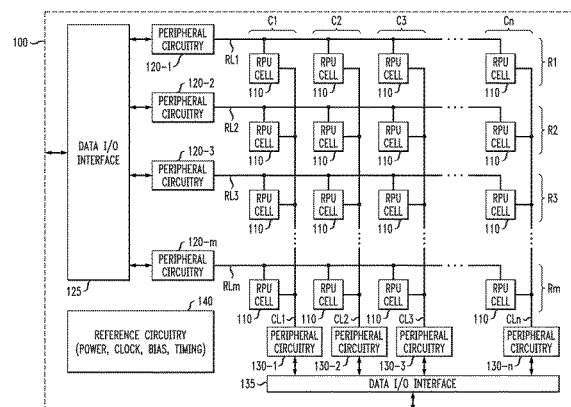 100
C1 C2 C3 Cn
PERIPHERAL CIRCUITRY
120-1
RL1
RPU CELL RPU CELL RPU CELL RPU CELL
110 110 110 110
R1
120-2
PERIPHERAL CIRCUITRY
RL2
RPU CELL RPU CELL RPU CELL RPU CELL
110 110 110 110
R2
DATA I/O INTERFACE
120-3
PERIPHERAL CIRCUITRY
RL3
RPU CELL RPU CELL RPU CELL RPU CELL
110 110 110 110
R3
120-m
PERIPHERAL CIRCUITRY
RLm
RPU CELL RPU CELL RPU CELL RPU CELL
110 110 110 110
Rm
125
140
REFERENCE CIRCUITRY
(POWER, CLOCK, BIAS, TIMING)
CL1 CL2 CL3 CLn
PERIPHERAL CIRCUITRY PERIPHERAL CIRCUITRY PERIPHERAL CIRCUITRY PERIPHERAL CIRCUITRY
130-1 130-2 130-3 130-n
135
DATA I/O INTERFACE